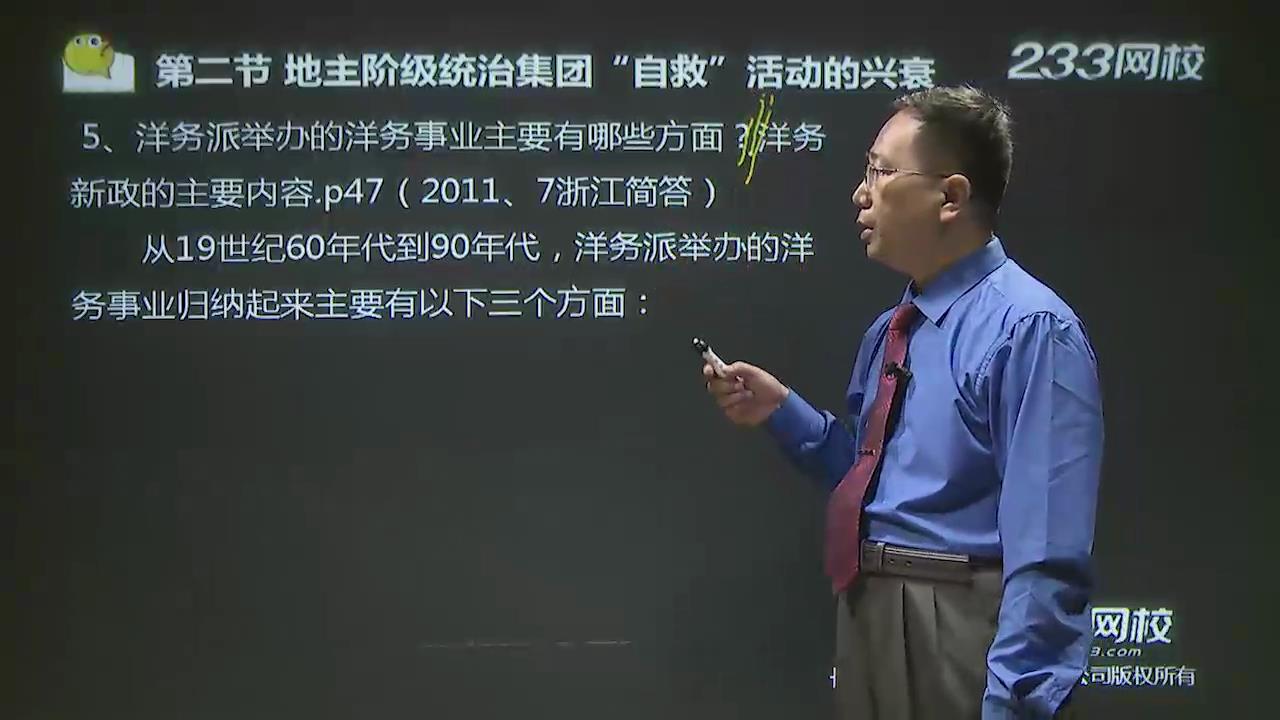 第二节 地主阶级统治集团“自救”活动的兴衰
233网校
5、洋务派举办的洋务事业主要有哪些方面？洋务
新政的主要内容.p47（2011、7浙江简答）
从19世纪60年代到90年代，洋务派举办的洋
务事业归纳起来主要有以下三个方面：
网校
3.com
公司版权所有